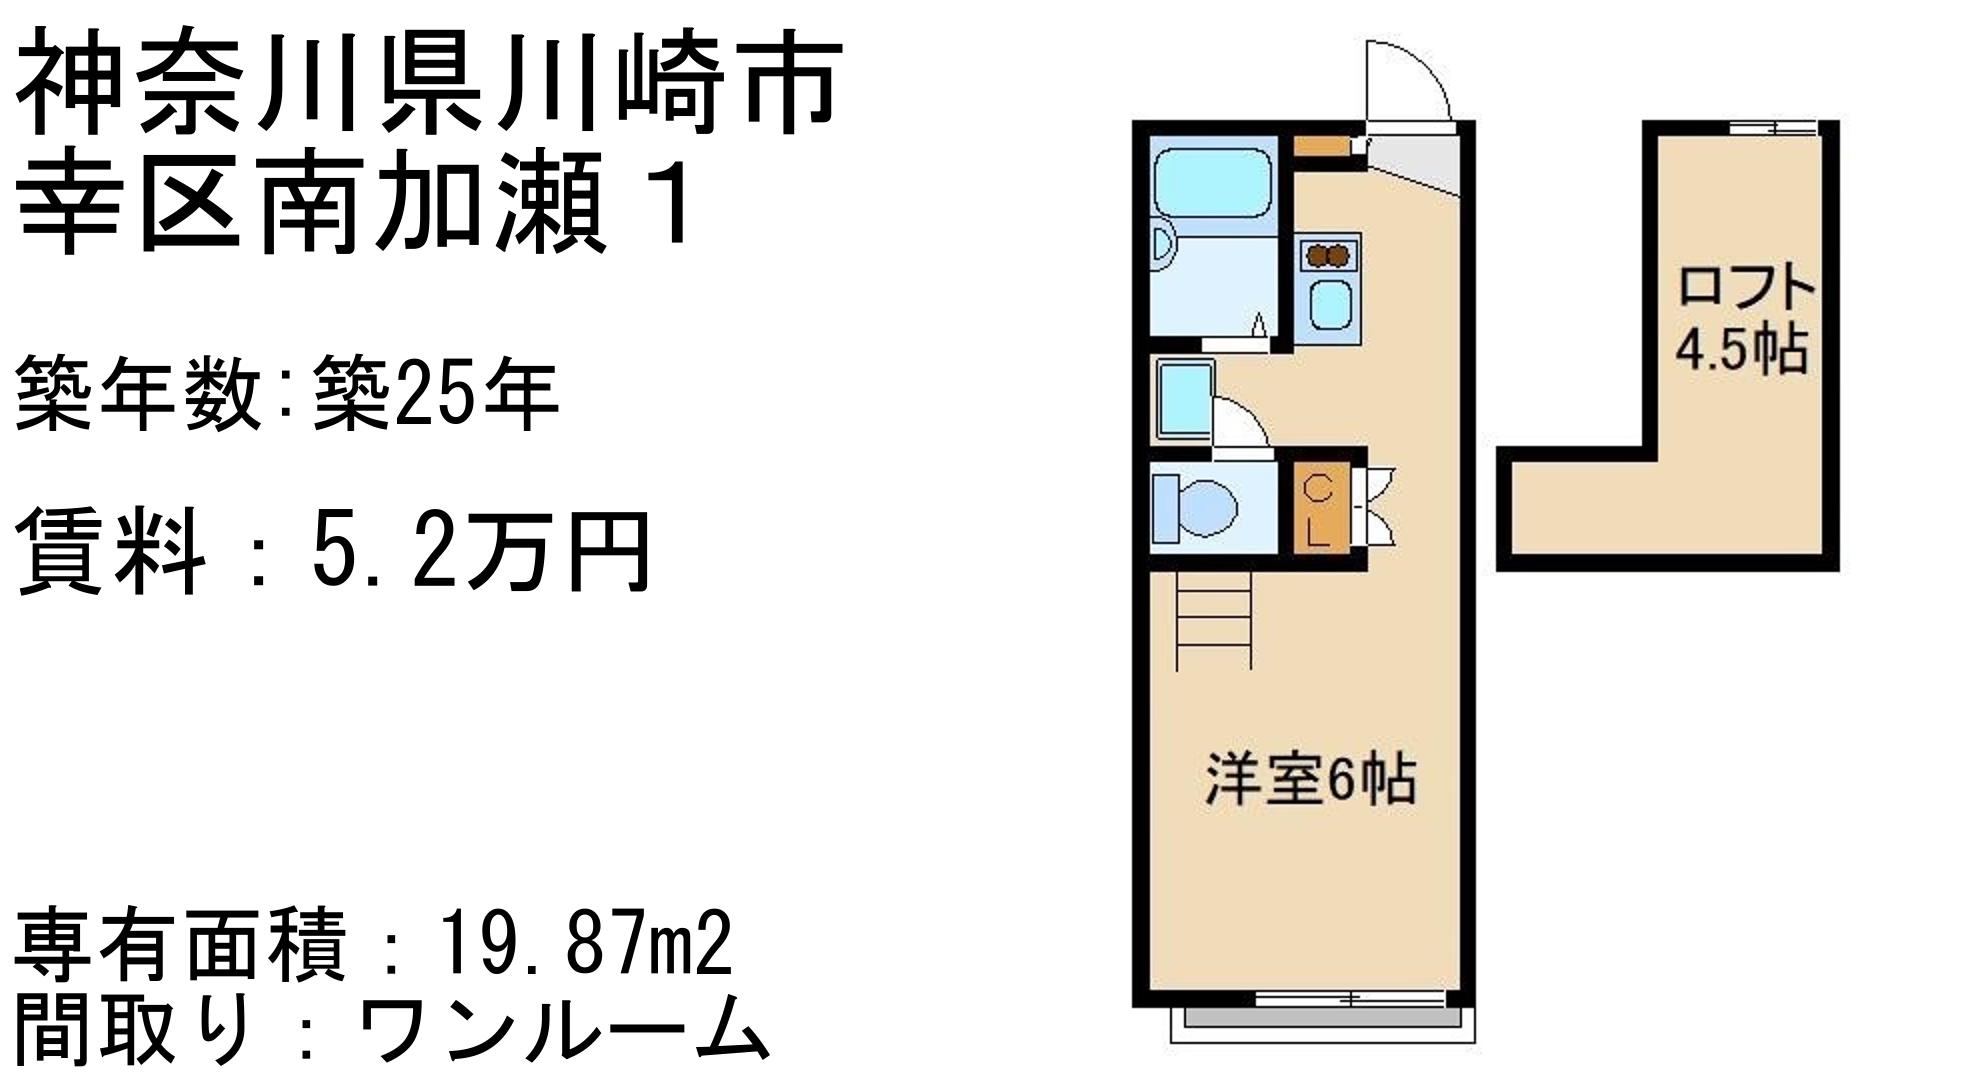 神奈川県川崎市
幸区南加瀬１
築年数:築25年
賃料：5.2万円
専有面積：19.87m2
間取り：ワンルーム
CL
洋室6帖
ロフト
4.5帖